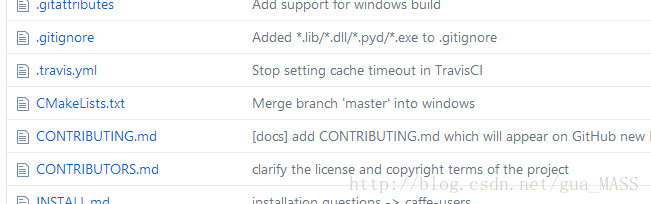 .gitattributes Add support for windows build
.gitignore Added *.lib/*.dll/*.pyd/*.exe to .gitignore
.travis.yml Stop setting cache timeout in TravisCI
CMakeLists.txt Merge branch 'master' into windows
CONTRIBUTING.md [docs] add CONTRIBUTING.md which will appear on GitHub new
CONTRIBUTORS.md clarify the license and copyright terms of the project
INSTALL.md installation questions -> caffe-users
http://blog.csdn.net/gua_MASS